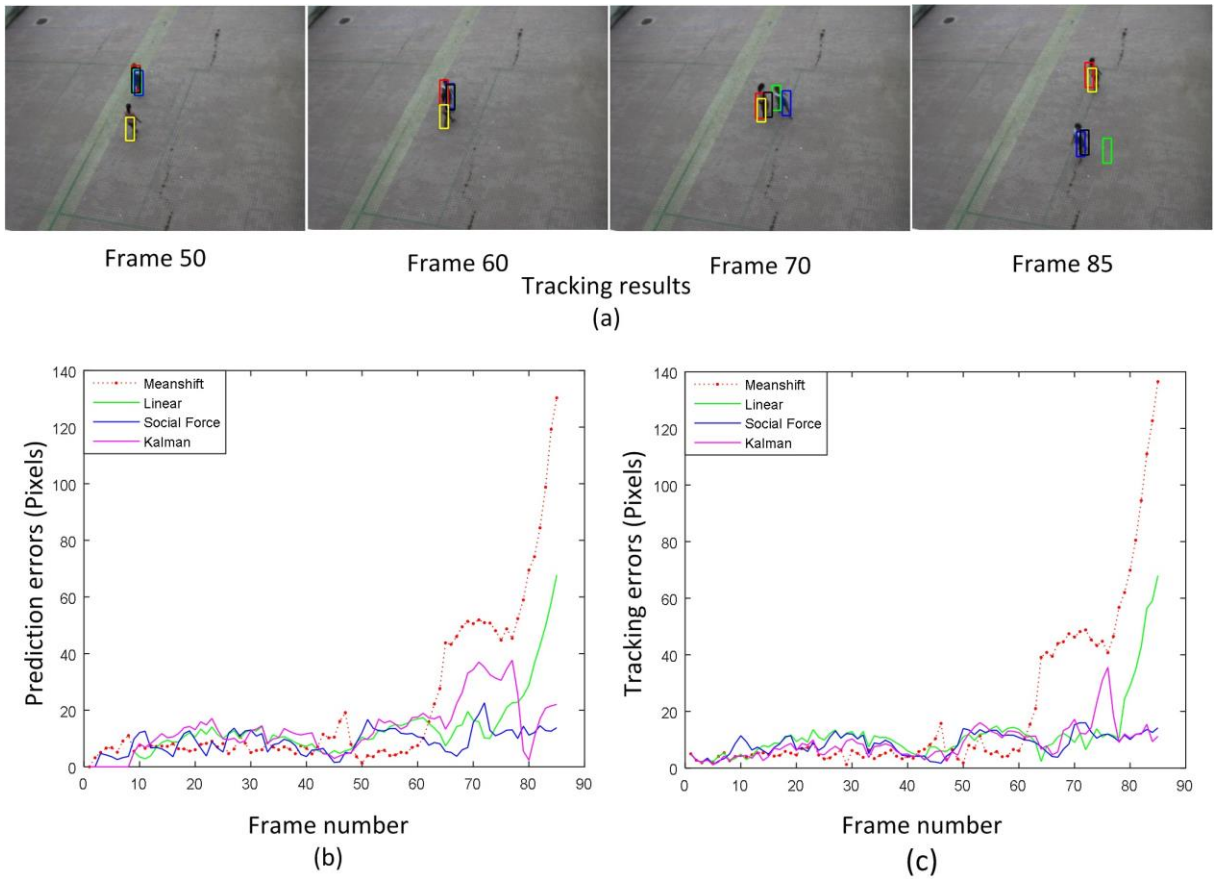 Frame 50
Frame 60
Frame 70
Frame 85
Tracking results
(a)
140
120
100
80
60
40
20
0
Prediction errors (Pixels)
Meanshift
Linear
Social Force
Kalman
0 10 20 30 40 50 60 70 80 90
Frame number
(b)
140
120
100
80
60
40
20
0
Tracking errors (Pixels)
Meanshift
Linear
Social Force
Kalman
0 10 20 30 40 50 60 70 80 90
Frame number
(c)